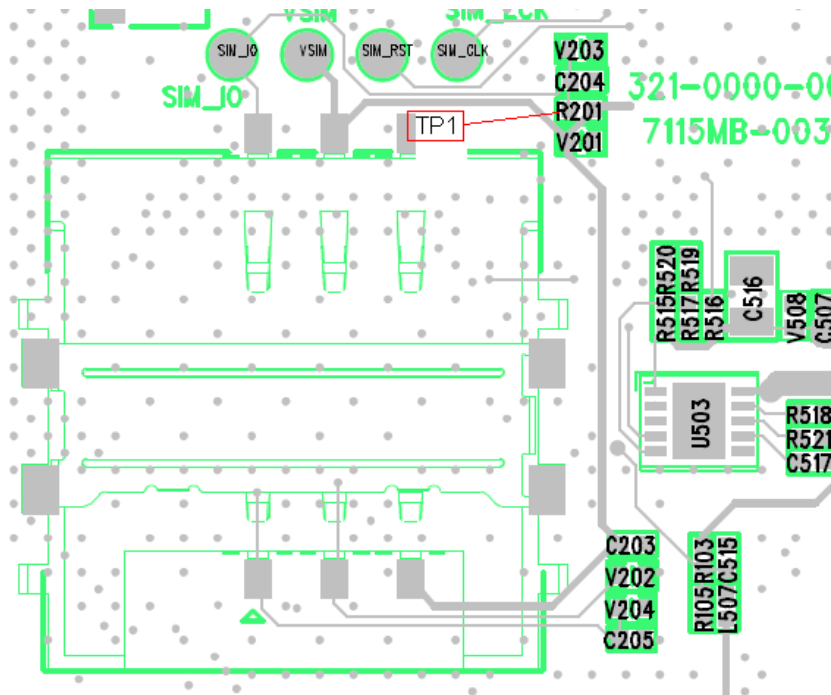 VSIM
SIM_CLK
SIM_IO
VSIM
SIM_RST
SIM_CLK
SIM_IO
V203
C204
R201
V201
TP1
321-0000-00
7115MB-003
R515
R520
R517
R519
R516
C516
V508
C507
U503
R518
R521
C517
C203
V202
V204
C205
R105
R103
L507
C515